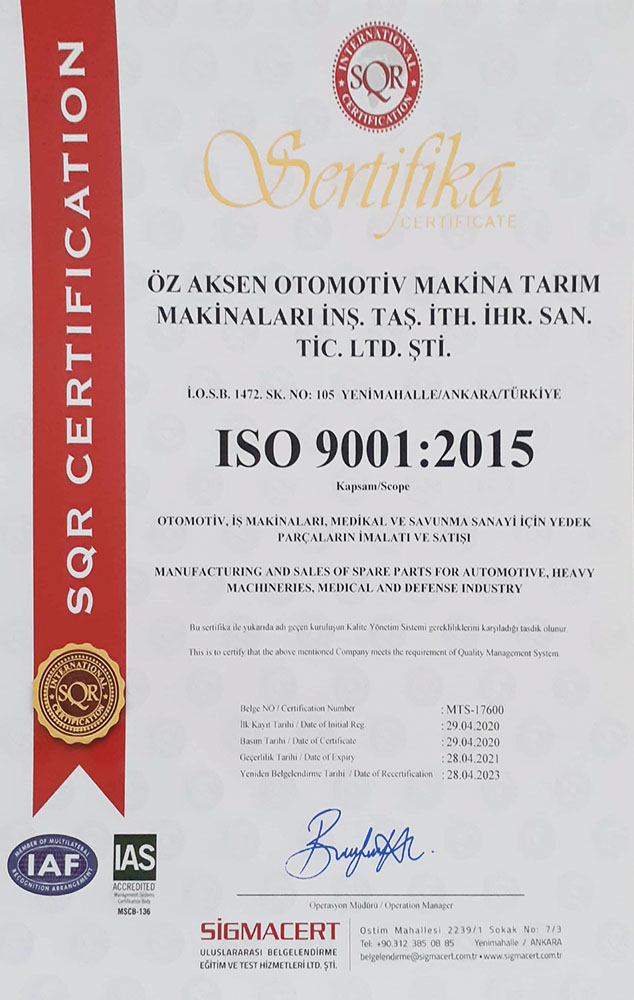 SQR CERTIFICATION
INTERNATIONAL
SQR
CERTIFICATION
Sertifika
CERTIFICATE
ÖZ AKSEN OTOMOTİV MAKİNA TARIM
MAKİNALARI İNŞ. TAŞ. İTH. İHR. SAN.
TİC. LTD. ŞTİ.
İ.O.S.B. 1472. SK. NO: 105 YENİMAHALLE/ANKARA/TÜRKİYE
ISO 9001:2015
Kapsam/Scope
OTOMOTİV, İŞ MAKİNALARI, MEDİKAL VE SAVUNMA SANAYİ İÇİN YEDEK
PARÇALARIN İMALATI VE SATIŞI
MANUFACTURING AND SALES OF SPARE PARTS FOR AUTOMOTIVE, HEAVY
MACHINERIES, MEDICAL AND DEFENSE INDUSTRY
Bu sertifika ile yukarıda adı geçen kuruluşun Kalite Yönetim Sistemi gerekliliklerini karşıladığı tasdik olunur.
This is to certify that the above mentioned Company meets the requirement of Quality Management System.
Belge NO / Certification Number : MTS-17600
İlk Kayıt Tarihi / Date of Initial Reg. : 29.04.2020
Basım Tarihi / Date of Certificate : 29.04.2020
Geçerlilik Tarihi / Date of Expiry : 28.04.2021
Yeniden Belgelendirme Tarihi / Date of Recertification : 28.04.2023
INTERNATIONAL
SQR
CERTIFICATION
MEMBER OF MULTILATERAL
IAF
RECOGNITION ARRANGEMENT
IAS
ACCREDITED
Management Systems
Certification Body
MSCB-136
Operasyon Müdürü / Operation Manager
SİGMACERT
ULUSLARARASI BELGELENDİRME
EĞİTİM VE TEST HİZMETLERİ LTD. ŞTİ.
Ostim Mahallesi 2239/1 Sokak No: 7/3
Tel: +90.312 385 08 85 Yenimahalle / ANKARA
belgelendirme@sigmacert.com.tr • www.sigmacert.com.tr